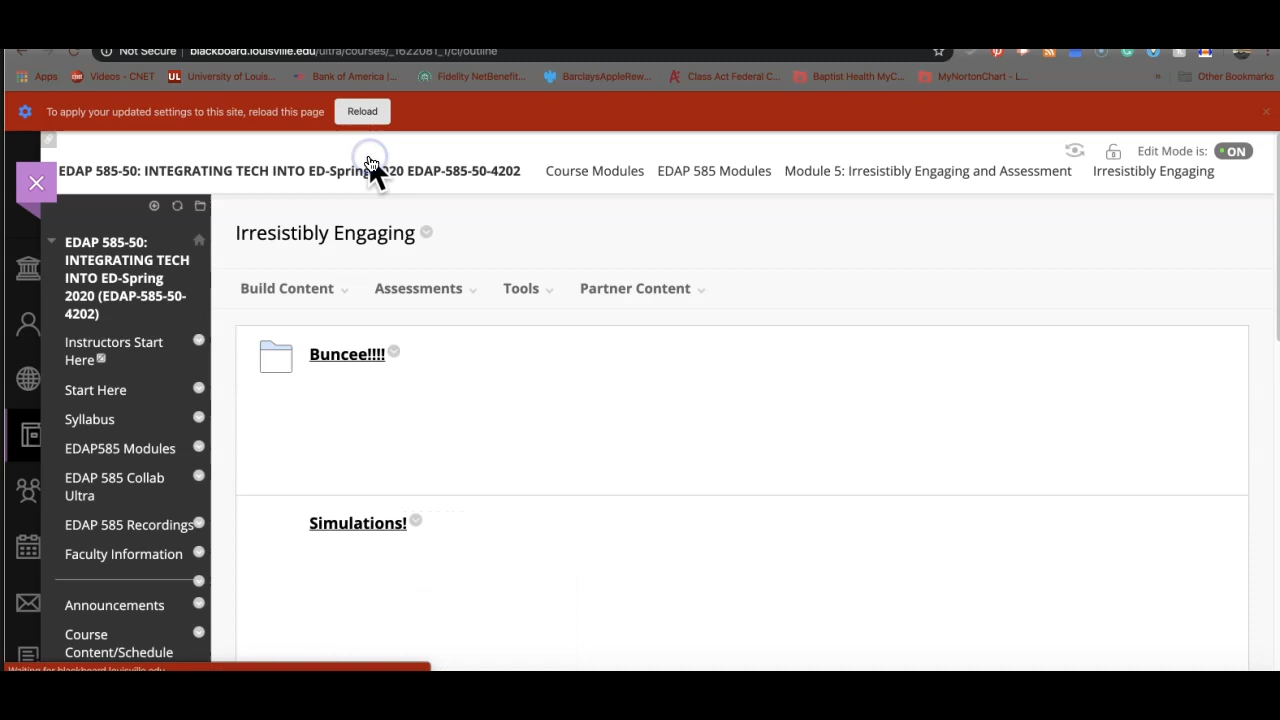 Not Secure blackboard.louisville.edu/ultra/courses/_1622081_1/cl/outline
Apps Videos - CNET UL University of Louis... Bank of America |... Fidelity NetBenefit... BarclaysAppleRew... Class Act Federal C... Baptist Health MyC... MyNortonChart - L... » Other Bookmarks
To apply your updated settings to this site, reload this page Reload ×
Edit Mode is: ON
EDAP 585-50: INTEGRATING TECH INTO ED-Spring 2020 EDAP-585-50-4202 Course Modules EDAP 585 Modules Module 5: Irresistibly Engaging and Assessment Irresistibly Engaging
EDAP 585-50:
INTEGRATING TECH
INTO ED-Spring
2020 (EDAP-585-50-
4202)
Instructors Start
Here
Start Here
Syllabus
EDAP585 Modules
EDAP 585 Collab
Ultra
EDAP 585 Recordings
Faculty Information
Announcements
Course
Content/Schedule
Irresistibly Engaging
Build Content Assessments Tools Partner Content
Buncee!!!!
Simulations!
Waiting for blackboard.louisville.edu...